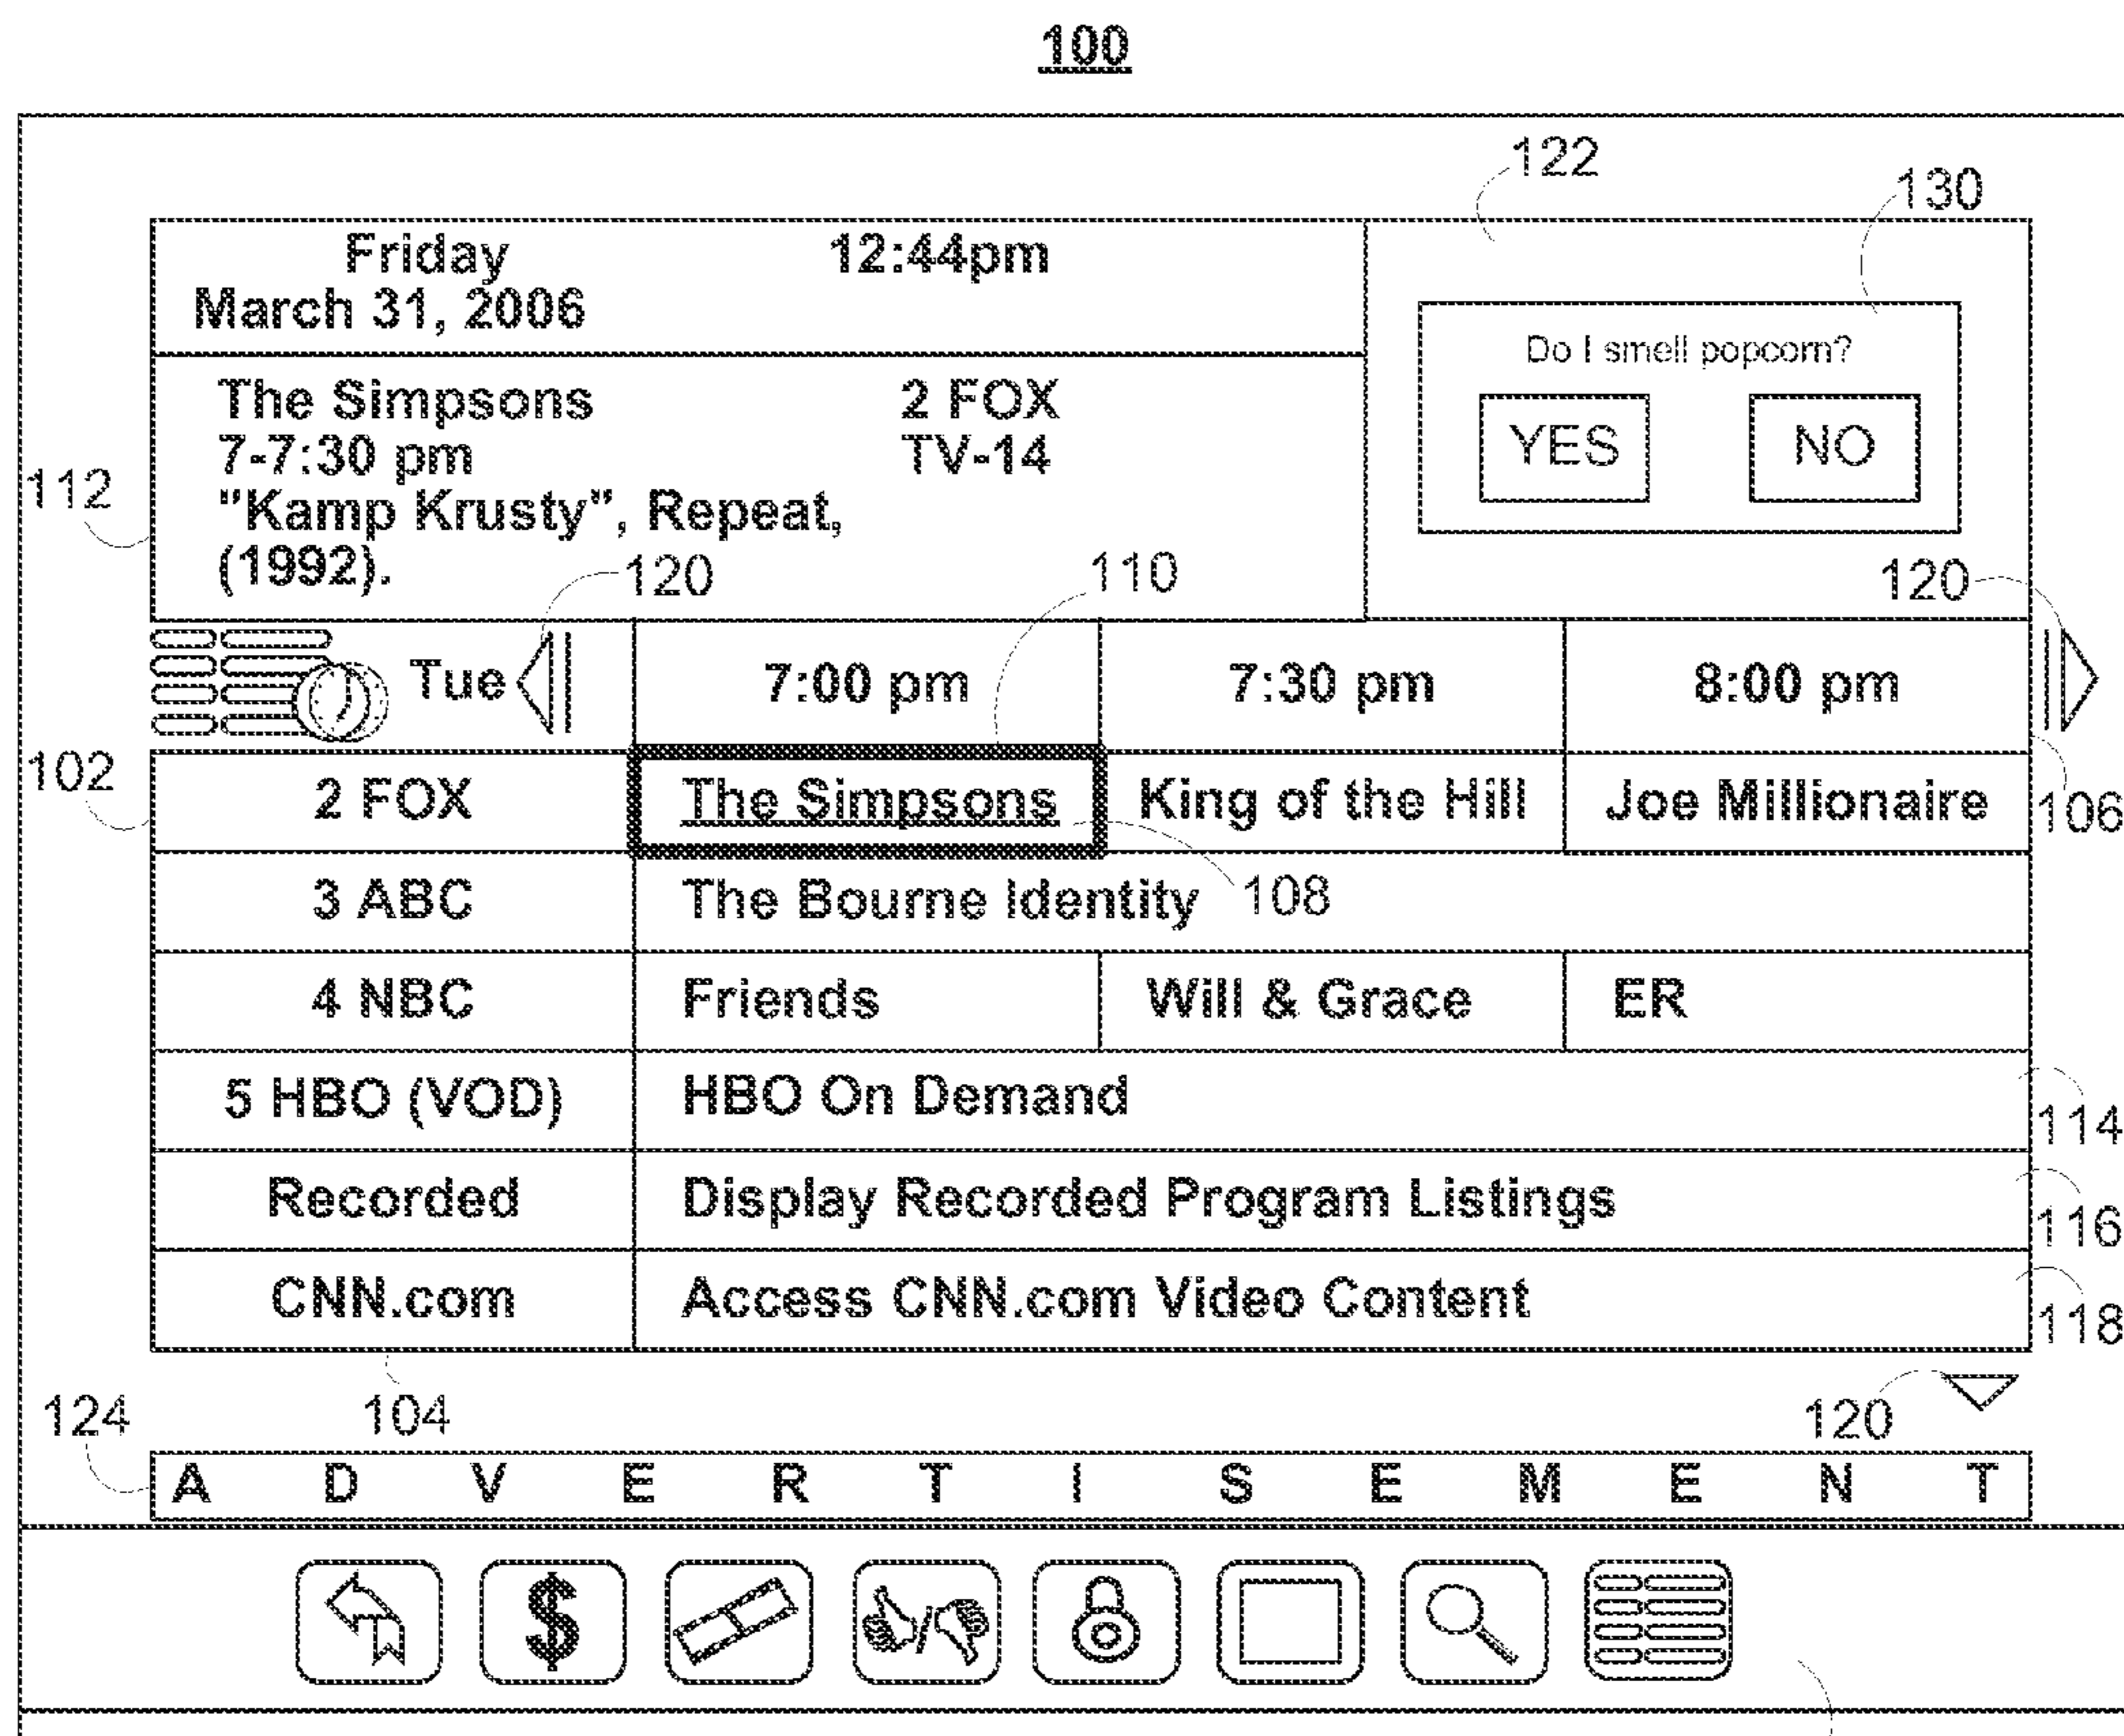 100
122
130
Friday 12:44pm
March 31, 2006
Do I smell popcorn?
YES NO
The Simpsons 2 FOX
7-7:30 pm TV-14
"Kamp Krusty", Repeat,
(1992).
112
120
110
120
Tue 7:00 pm 7:30 pm 8:00 pm
102
2 FOX The Simpsons King of the Hill Joe Millionaire
106
3 ABC The Bourne Identity
108
4 NBC Friends Will & Grace ER
5 HBO (VOD) HBO On Demand
114
Recorded Display Recorded Program Listings
116
CNN.com Access CNN.com Video Content
118
124
104
120
A D V E R T I S E M E N T
$